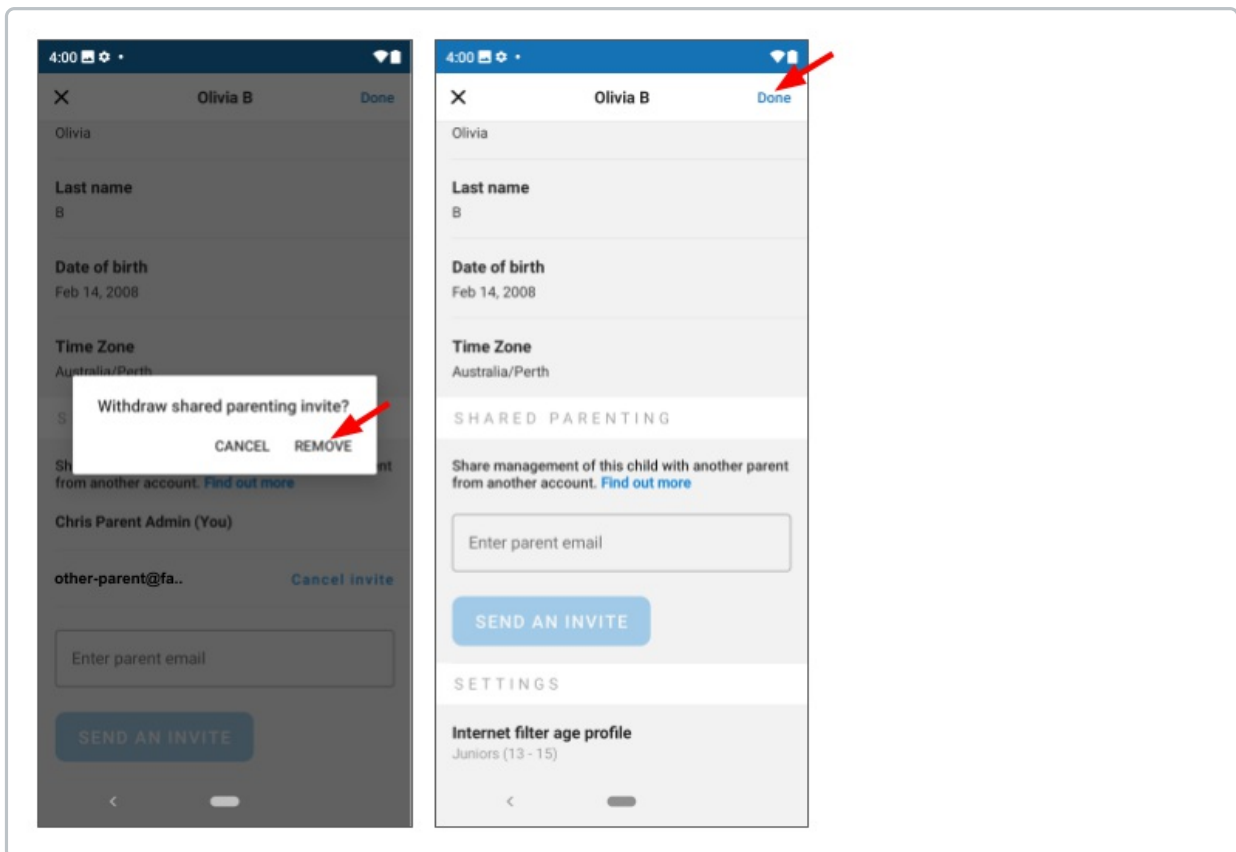 4:00
Olivia B
Done
Olivia
Last name
B
Date of birth
Feb 14, 2008
Time Zone
Australia/Perth
Withdraw shared parenting invite?
CANCEL REMOVE
S
Sh nt
from another account. Find out more
Chris Parent Admin (You)
other-parent@fa.. Cancel invite
Enter parent email
SEND AN INVITE
4:00
Olivia B
Done
Olivia
Last name
B
Date of birth
Feb 14, 2008
Time Zone
Australia/Perth
SHARED PARENTING
Share management of this child with another parent
from another account. Find out more
Enter parent email
SEND AN INVITE
SETTINGS
Internet filter age profile
Juniors (13 - 15)